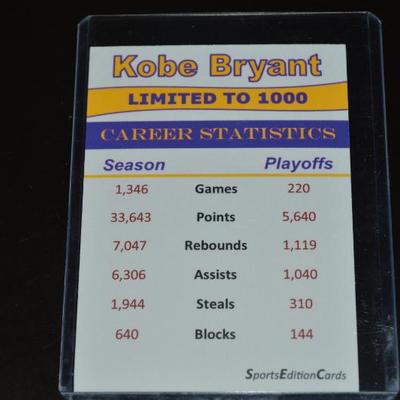 Kobe Bryant
LIMITED TO 1000
CAREER STATISTICS
Season Playoffs
1,346 Games 220
33,643 Points 5,640
7,047 Rebounds 1,119
6,306 Assists 1,040
1,944 Steals 310
640 Blocks 144
SportsEditionCards